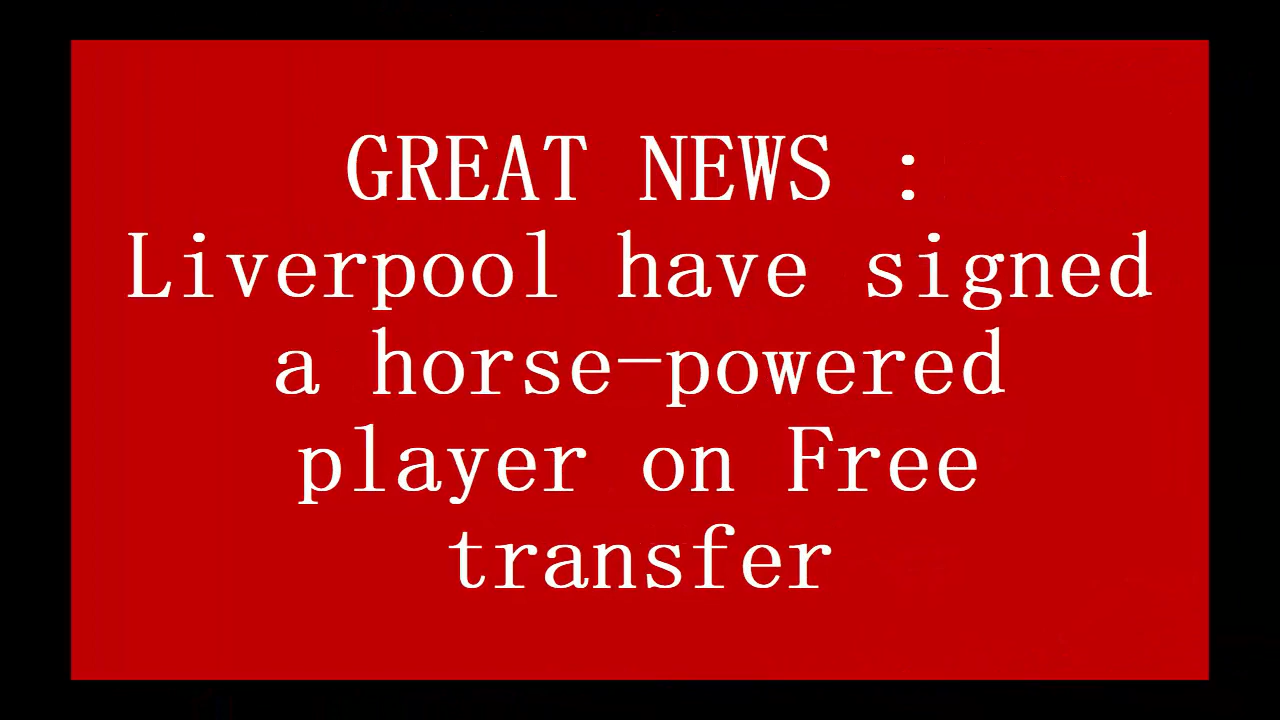 GREAT NEWS :
Liverpool have signed
a horse-powered
player on Free
transfer